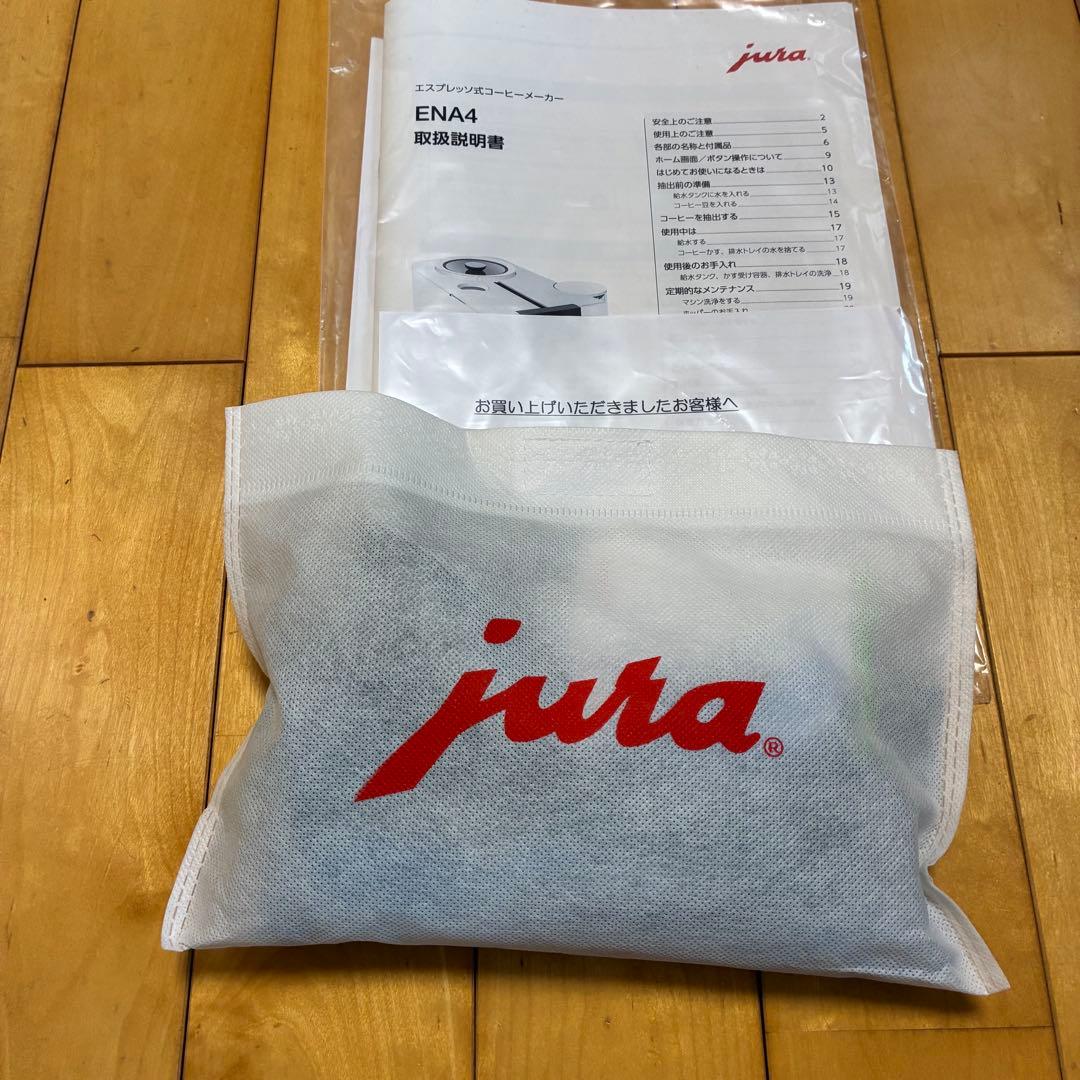 jura
エスプレッソ式コーヒーメーカー
ENA4
取扱説明書
安全上のご注意 2
使用上のご注意 5
各部の名称と付属品 6
ホーム画面／ボタン操作について 9
はじめてお使いになるときは 10
抽出前の準備 13
給水タンクに水を入れる 13
コーヒー豆を入れる 14
コーヒーを抽出する 15
使用中は 17
給水する 17
コーヒーかす、排水トレイの水を捨てる 17
使用後のお手入れ 18
給水タンク、かす受け容器、排水トレイの洗浄 18
定期的なメンテナンス 19
マシン洗浄をする 19
ホッパーのお手入れ
お買い上げいただきましたお客様へ
jura®